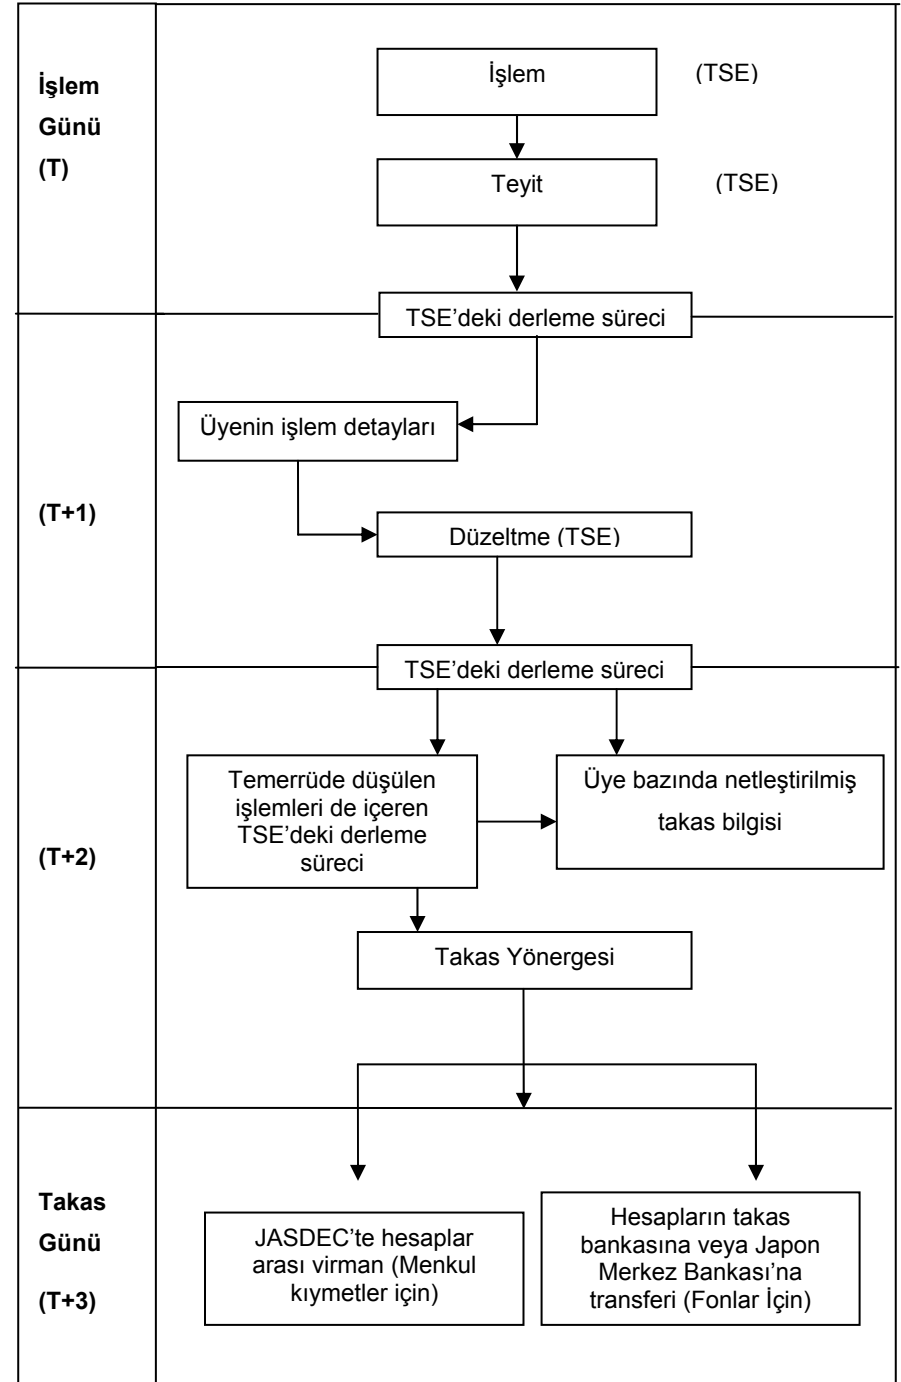 İşlem
Günü
(T)
İşlem
(TSE)
Teyit
(TSE)
TSE’deki derleme süreci
(T+1)
Üyenin işlem detayları
Düzeltme (TSE)
TSE’deki derleme süreci
(T+2)
Temerrüde düşülen
işlemleri de içeren
TSE’deki derleme
süreci
Üye bazında netleştirilmiş
takas bilgisi
Takas Yönergesi
Takas
Günü
(T+3)
JASDEC’te hesaplar
arası virman (Menkul
kıymetler için)
Hesapların takas
bankasına veya Japon
Merkez Bankası’na
transferi (Fonlar İçin)